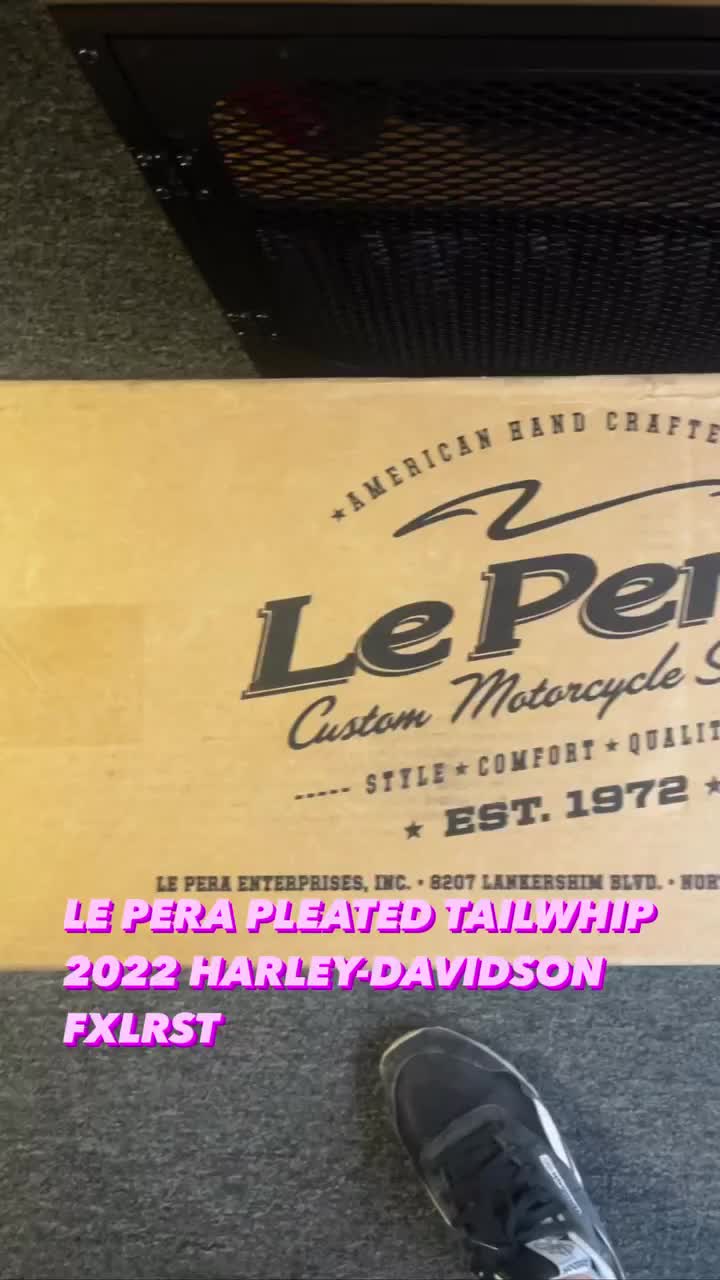 ★AMERICAN HAND CRAFTE
Le Per
Custom Motorcycle S
----- STYLE★COMFORT★QUALIT
★ EST. 1972 ★
LE PERA ENTERPRISES, INC. • 8207 LANKERSHIM BLVD. • NOR
LE PERA PLEATED TAILWHIP
2022 HARLEY-DAVIDSON
FXLRST